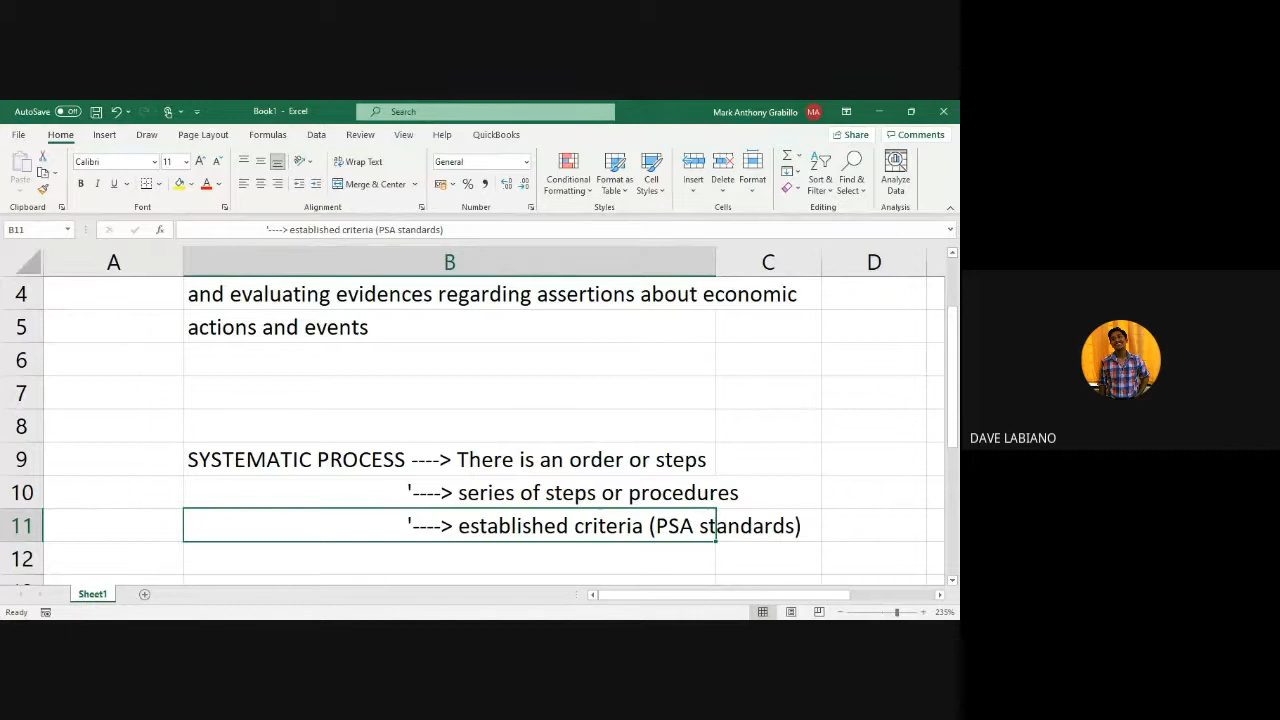 AutoSave Off Book1 - Excel Search Mark Anthony Grabillo MA
File Home Insert Draw Page Layout Formulas Data Review View Help QuickBooks Share Comments
Calibri 11 A A Wrap Text General
Paste B I U A Merge & Center % , Conditional Formatting Format as Table Cell Styles Insert Delete Format Sort & Filter Find & Select Analyze Data
Clipboard Font Alignment Number Styles Cells Editing Analysis
B11 fx '----> established criteria (PSA standards)
A B C D
4 and evaluating evidences regarding assertions about economic
5 actions and events
6
7
8
9 SYSTEMATIC PROCESS ----> There is an order or steps
10 '----> series of steps or procedures
11 '----> established criteria (PSA standards)
12
Sheet1
Ready 235%
DAVE LABIANO